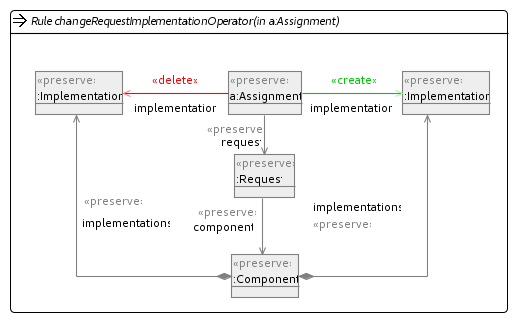 Rule changeRequestImplementationOperator(in a:Assignment)
«preserve:
:Implementation
«delete»
implementation
«preserve:
a:Assignment
«create»
implementation
«preserve:
:Implementation
«preserve:
request
«preserve:
:Request
«preserve:
implementations
«preserve:
component
implementations
«preserve:
«preserve:
:Component